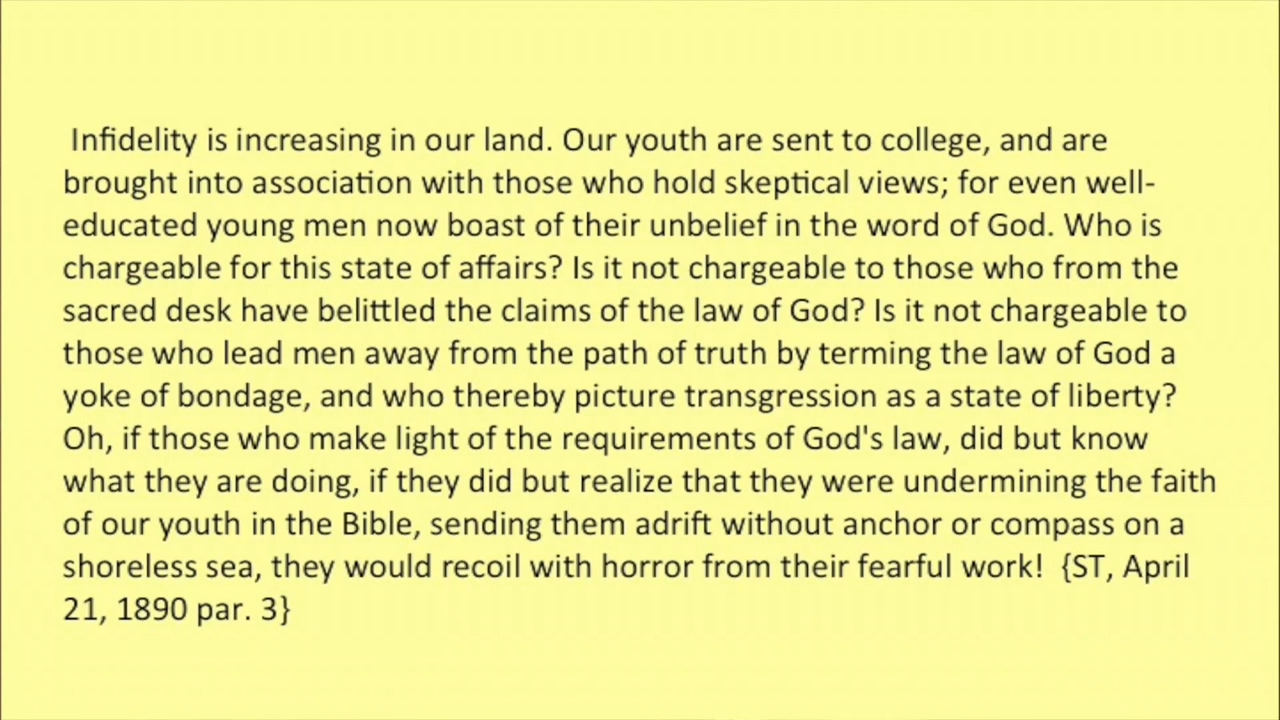 Infidelity is increasing in our land. Our youth are sent to college, and are
brought into association with those who hold skeptical views; for even well-
educated young men now boast of their unbelief in the word of God. Who is
chargeable for this state of affairs? Is it not chargeable to those who from the
sacred desk have belittled the claims of the law of God? Is it not chargeable to
those who lead men away from the path of truth by terming the law of God a
yoke of bondage, and who thereby picture transgression as a state of liberty?
Oh, if those who make light of the requirements of God's law, did but know
what they are doing, if they did but realize that they were undermining the faith
of our youth in the Bible, sending them adrift without anchor or compass on a
shoreless sea, they would recoil with horror from their fearful work!  {ST, April
21, 1890 par. 3}